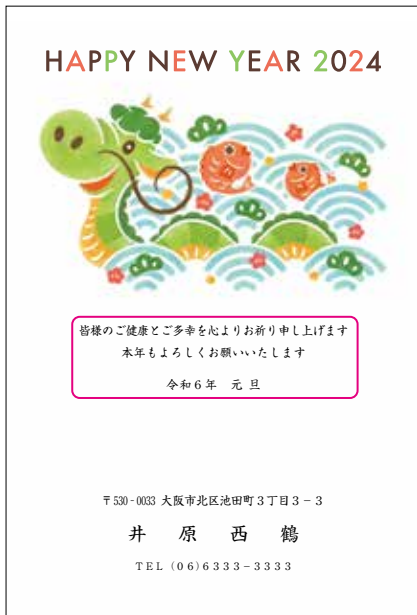 HAPPY NEW YEAR 2024
皆様のご健康とご多幸を心よりお祈り申し上げます
本年もよろしくお願いいたします
令和6年 元旦
〒530-0033 大阪市北区池田町3丁目3-3
井原西鶴
TEL (06)6333-3333